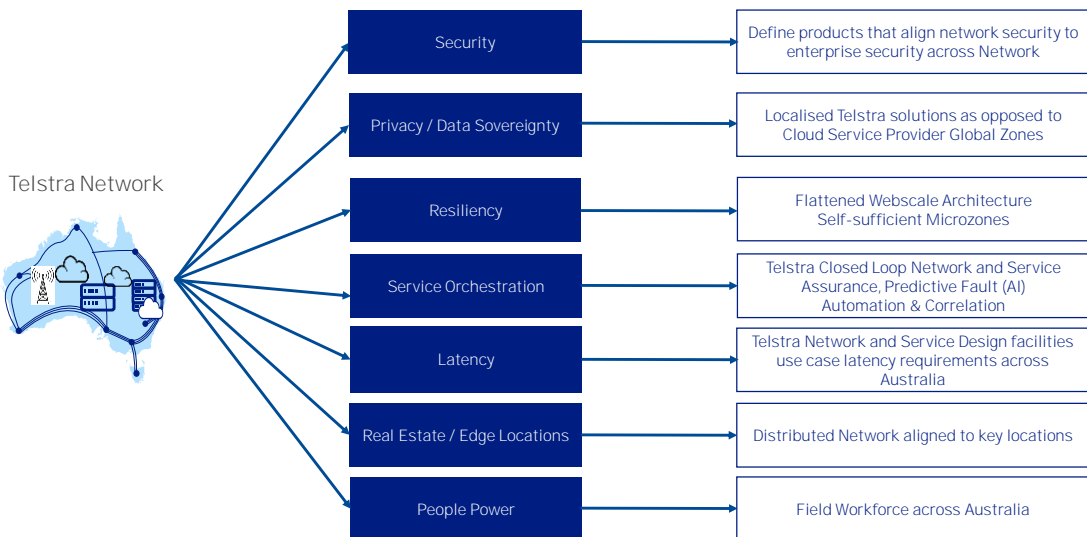 Telstra Network
Security
Define products that align network security to
enterprise security across Network
Privacy / Data Sovereignty
Localised Telstra solutions as opposed to
Cloud Service Provider Global Zones
Resiliency
Flattened Webscale Architecture
Self-sufficient Microzones
Service Orchestration
Telstra Closed Loop Network and Service
Assurance, Predictive Fault (AI)
Automation & Correlation
Latency
Telstra Network and Service Design facilities
use case latency requirements across
Australia
Real Estate / Edge Locations
Distributed Network aligned to key locations
People Power
Field Workforce across Australia